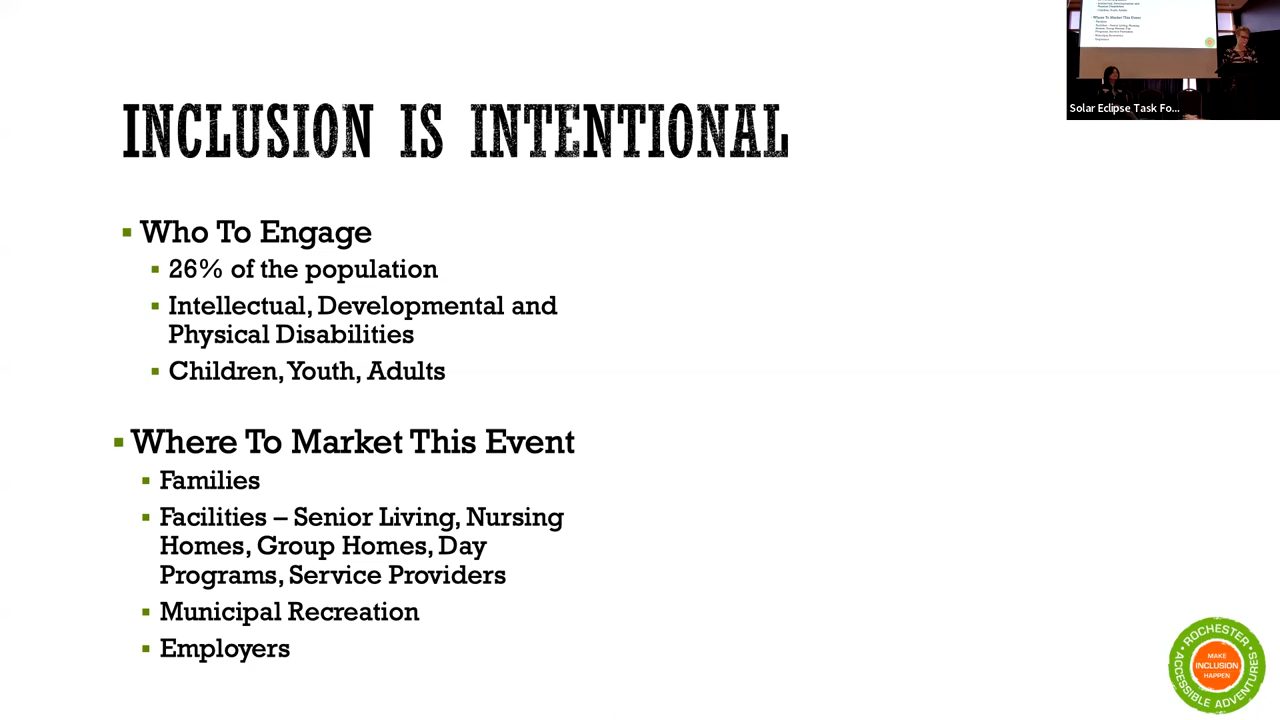 INCLUSION IS INTENTIONAL
Who To Engage
26% of the population
Intellectual, Developmental and
Physical Disabilities
Children, Youth, Adults
Where To Market This Event
Families
Facilities – Senior Living, Nursing
Homes, Group Homes, Day
Programs, Service Providers
Municipal Recreation
Employers
Solar Eclipse Task Fo...
ROCHESTER
ACCESSIBLE ADVENTURES
MAKE
INCLUSION
HAPPEN